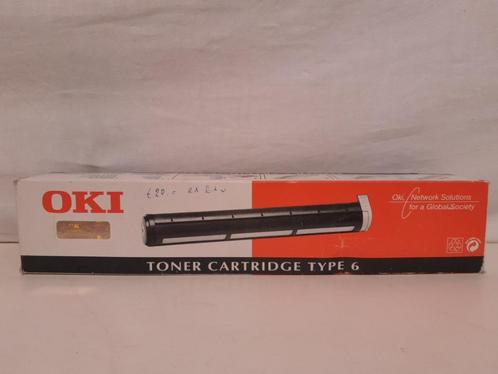 OKI
Oki, Network Solutions
for a Global Society
TONER CARTRIDGE TYPE 6